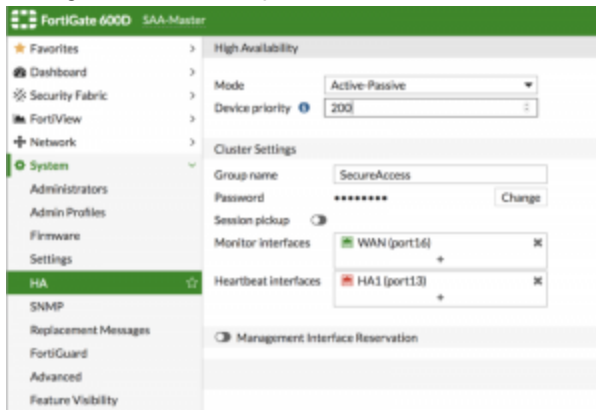 FortiGate 600D SAA-Master
Favorites
Dashboard
Security Fabric
FortiView
Network
System
Administrators
Admin Profiles
Firmware
Settings
HA
SNMP
Replacement Messages
FortiGuard
Advanced
Feature Visibility
High Availability
Mode Active-Passive
Device priority 200
Cluster Settings
Group name SecureAccess
Password •••••••• Change
Session pickup
Monitor interfaces WAN (port16)
+
Heartbeat interfaces HA1 (port13)
+
Management Interface Reservation